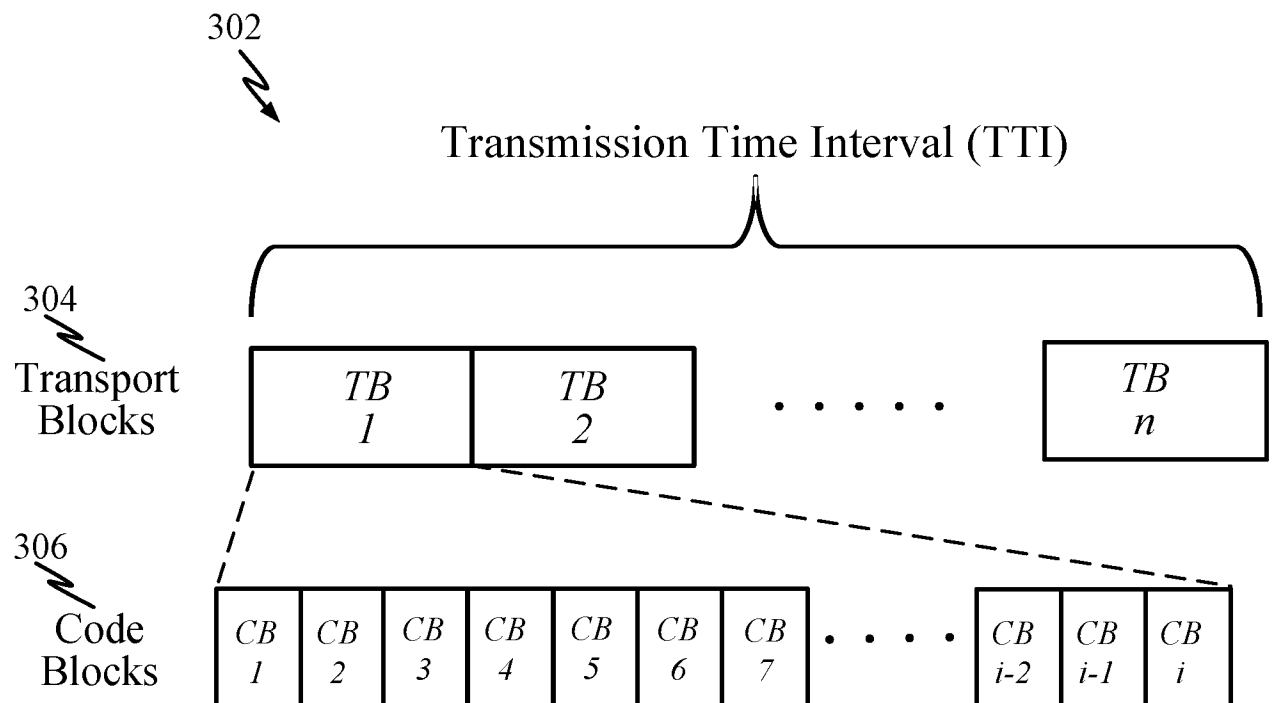 302
Transmission Time Interval (TTI)
304
Transport
Blocks
TB
1
TB
2
TB
n
306
Code
Blocks
CB
1
CB
2
CB
3
CB
4
CB
5
CB
6
CB
7
CB
i-2
CB
i-1
CB
i